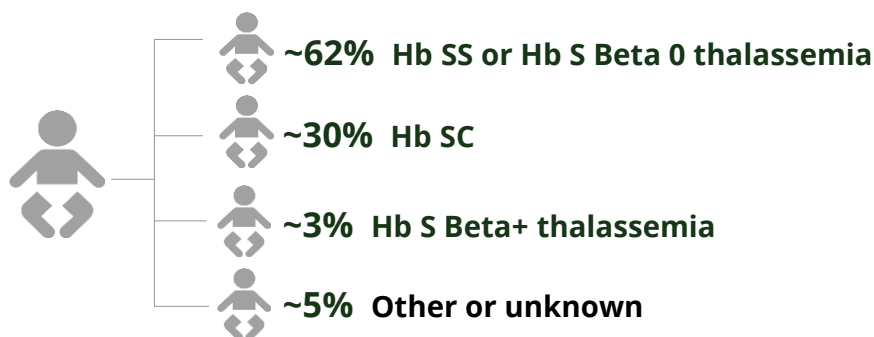 ~62% Hb SS or Hb S Beta 0 thalassemia
~30% Hb SC
~3% Hb S Beta+ thalassemia
~5% Other or unknown